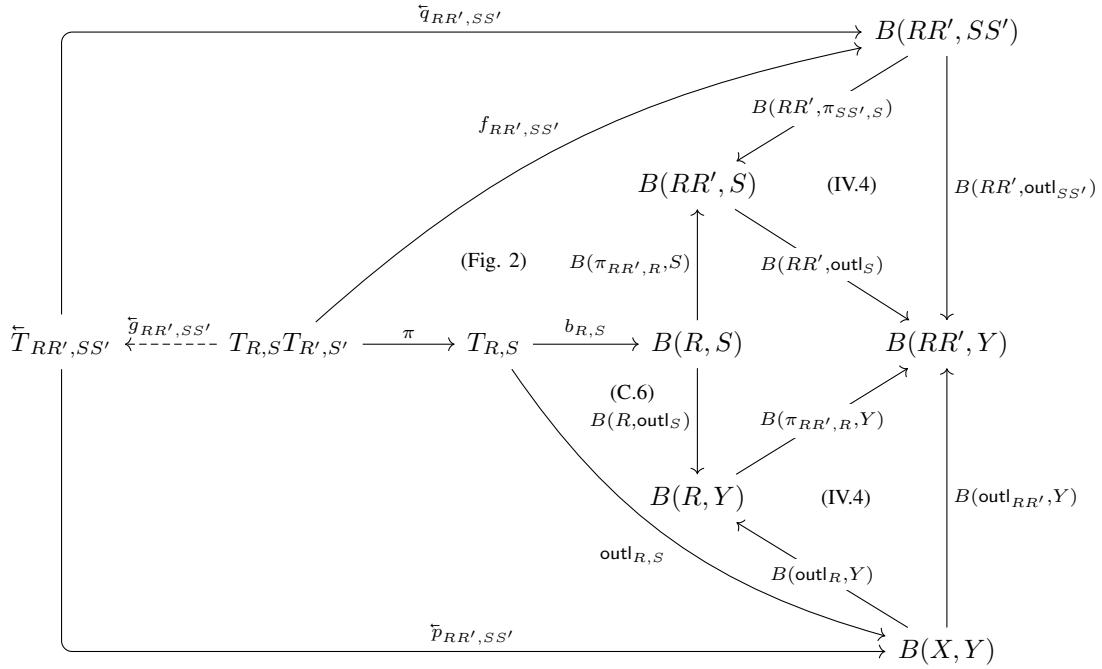 q⃐_{RR′,SS′}
B(RR′, SS′)
B(RR′,π_{SS′,S})
f_{RR′,SS′}
B(RR′, S)
(IV.4)
B(RR′,outl_{SS′})
(Fig. 2)
B(π_{RR′,R},S)
B(RR′,outl_S)
T⃐_{RR′,SS′}
g⃐_{RR′,SS′}
T_{R,S}T_{R′,S′}
π
T_{R,S}
b_{R,S}
B(R, S)
B(RR′, Y)
(C.6)
B(R,outl_S)
B(π_{RR′,R},Y)
B(R, Y)
(IV.4)
B(outl_{RR′},Y)
outl_{R,S}
B(outl_R,Y)
p⃐_{RR′,SS′}
B(X, Y)